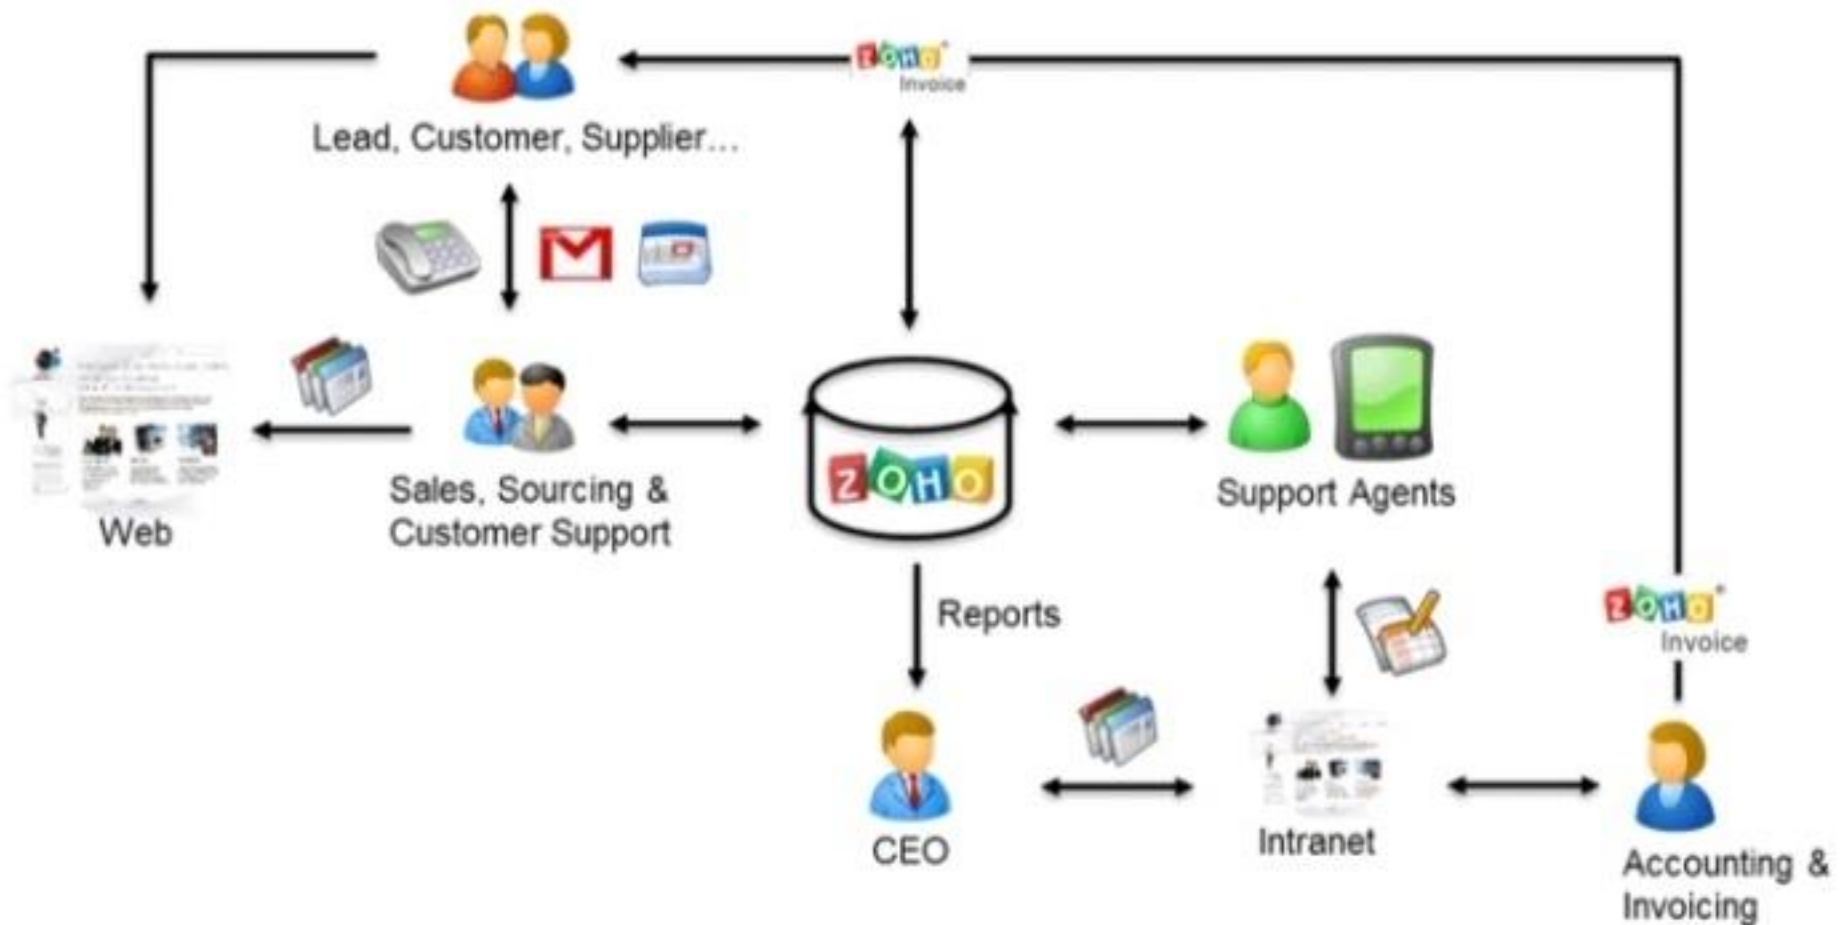 ZOHO
Invoice
Lead, Customer, Supplier...
Web
Sales, Sourcing &
Customer Support
ZOHO
Support Agents
Reports
ZOHO
Invoice
CEO
Intranet
Accounting &
Invoicing